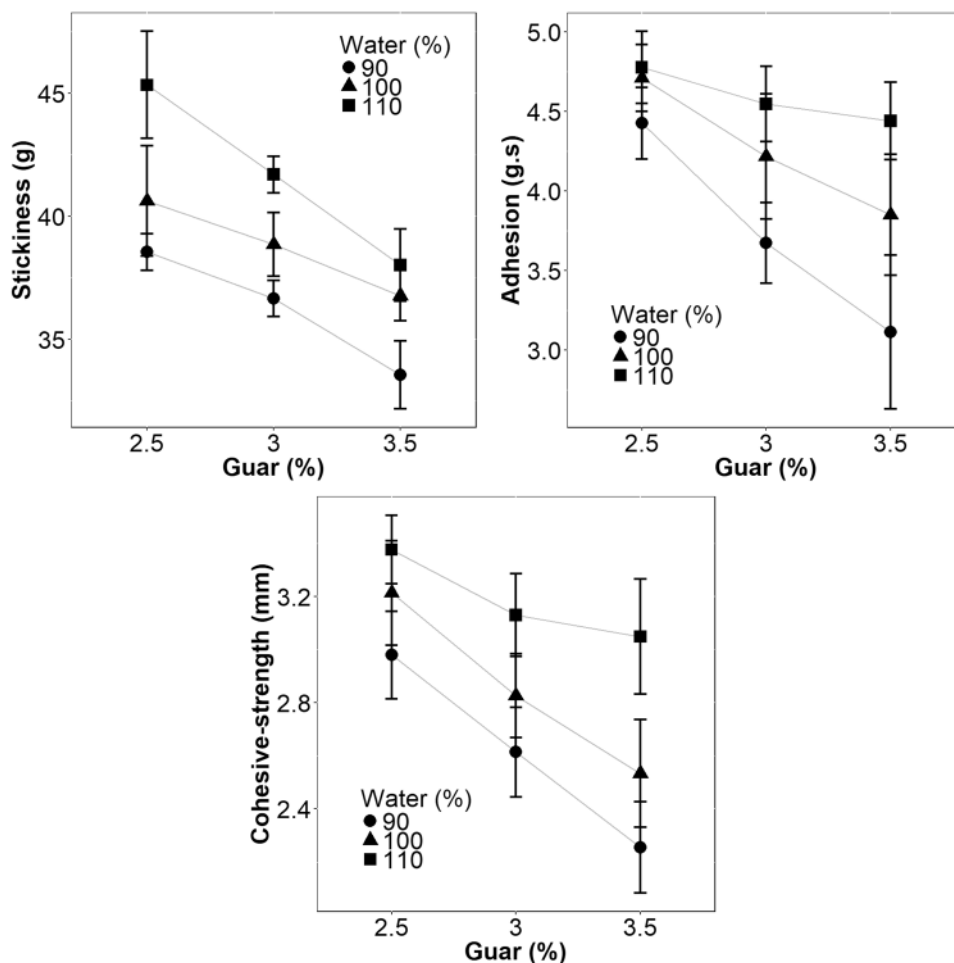 Stickiness (g)
45
40
35
Water (%)
90
100
110
2.5 3 3.5
Guar (%)
Adhesion (g.s)
5.0
4.5
4.0
3.5
3.0
Water (%)
90
100
110
2.5 3 3.5
Guar (%)
Cohesive-strength (mm)
3.2
2.8
2.4
Water (%)
90
100
110
2.5 3 3.5
Guar (%)